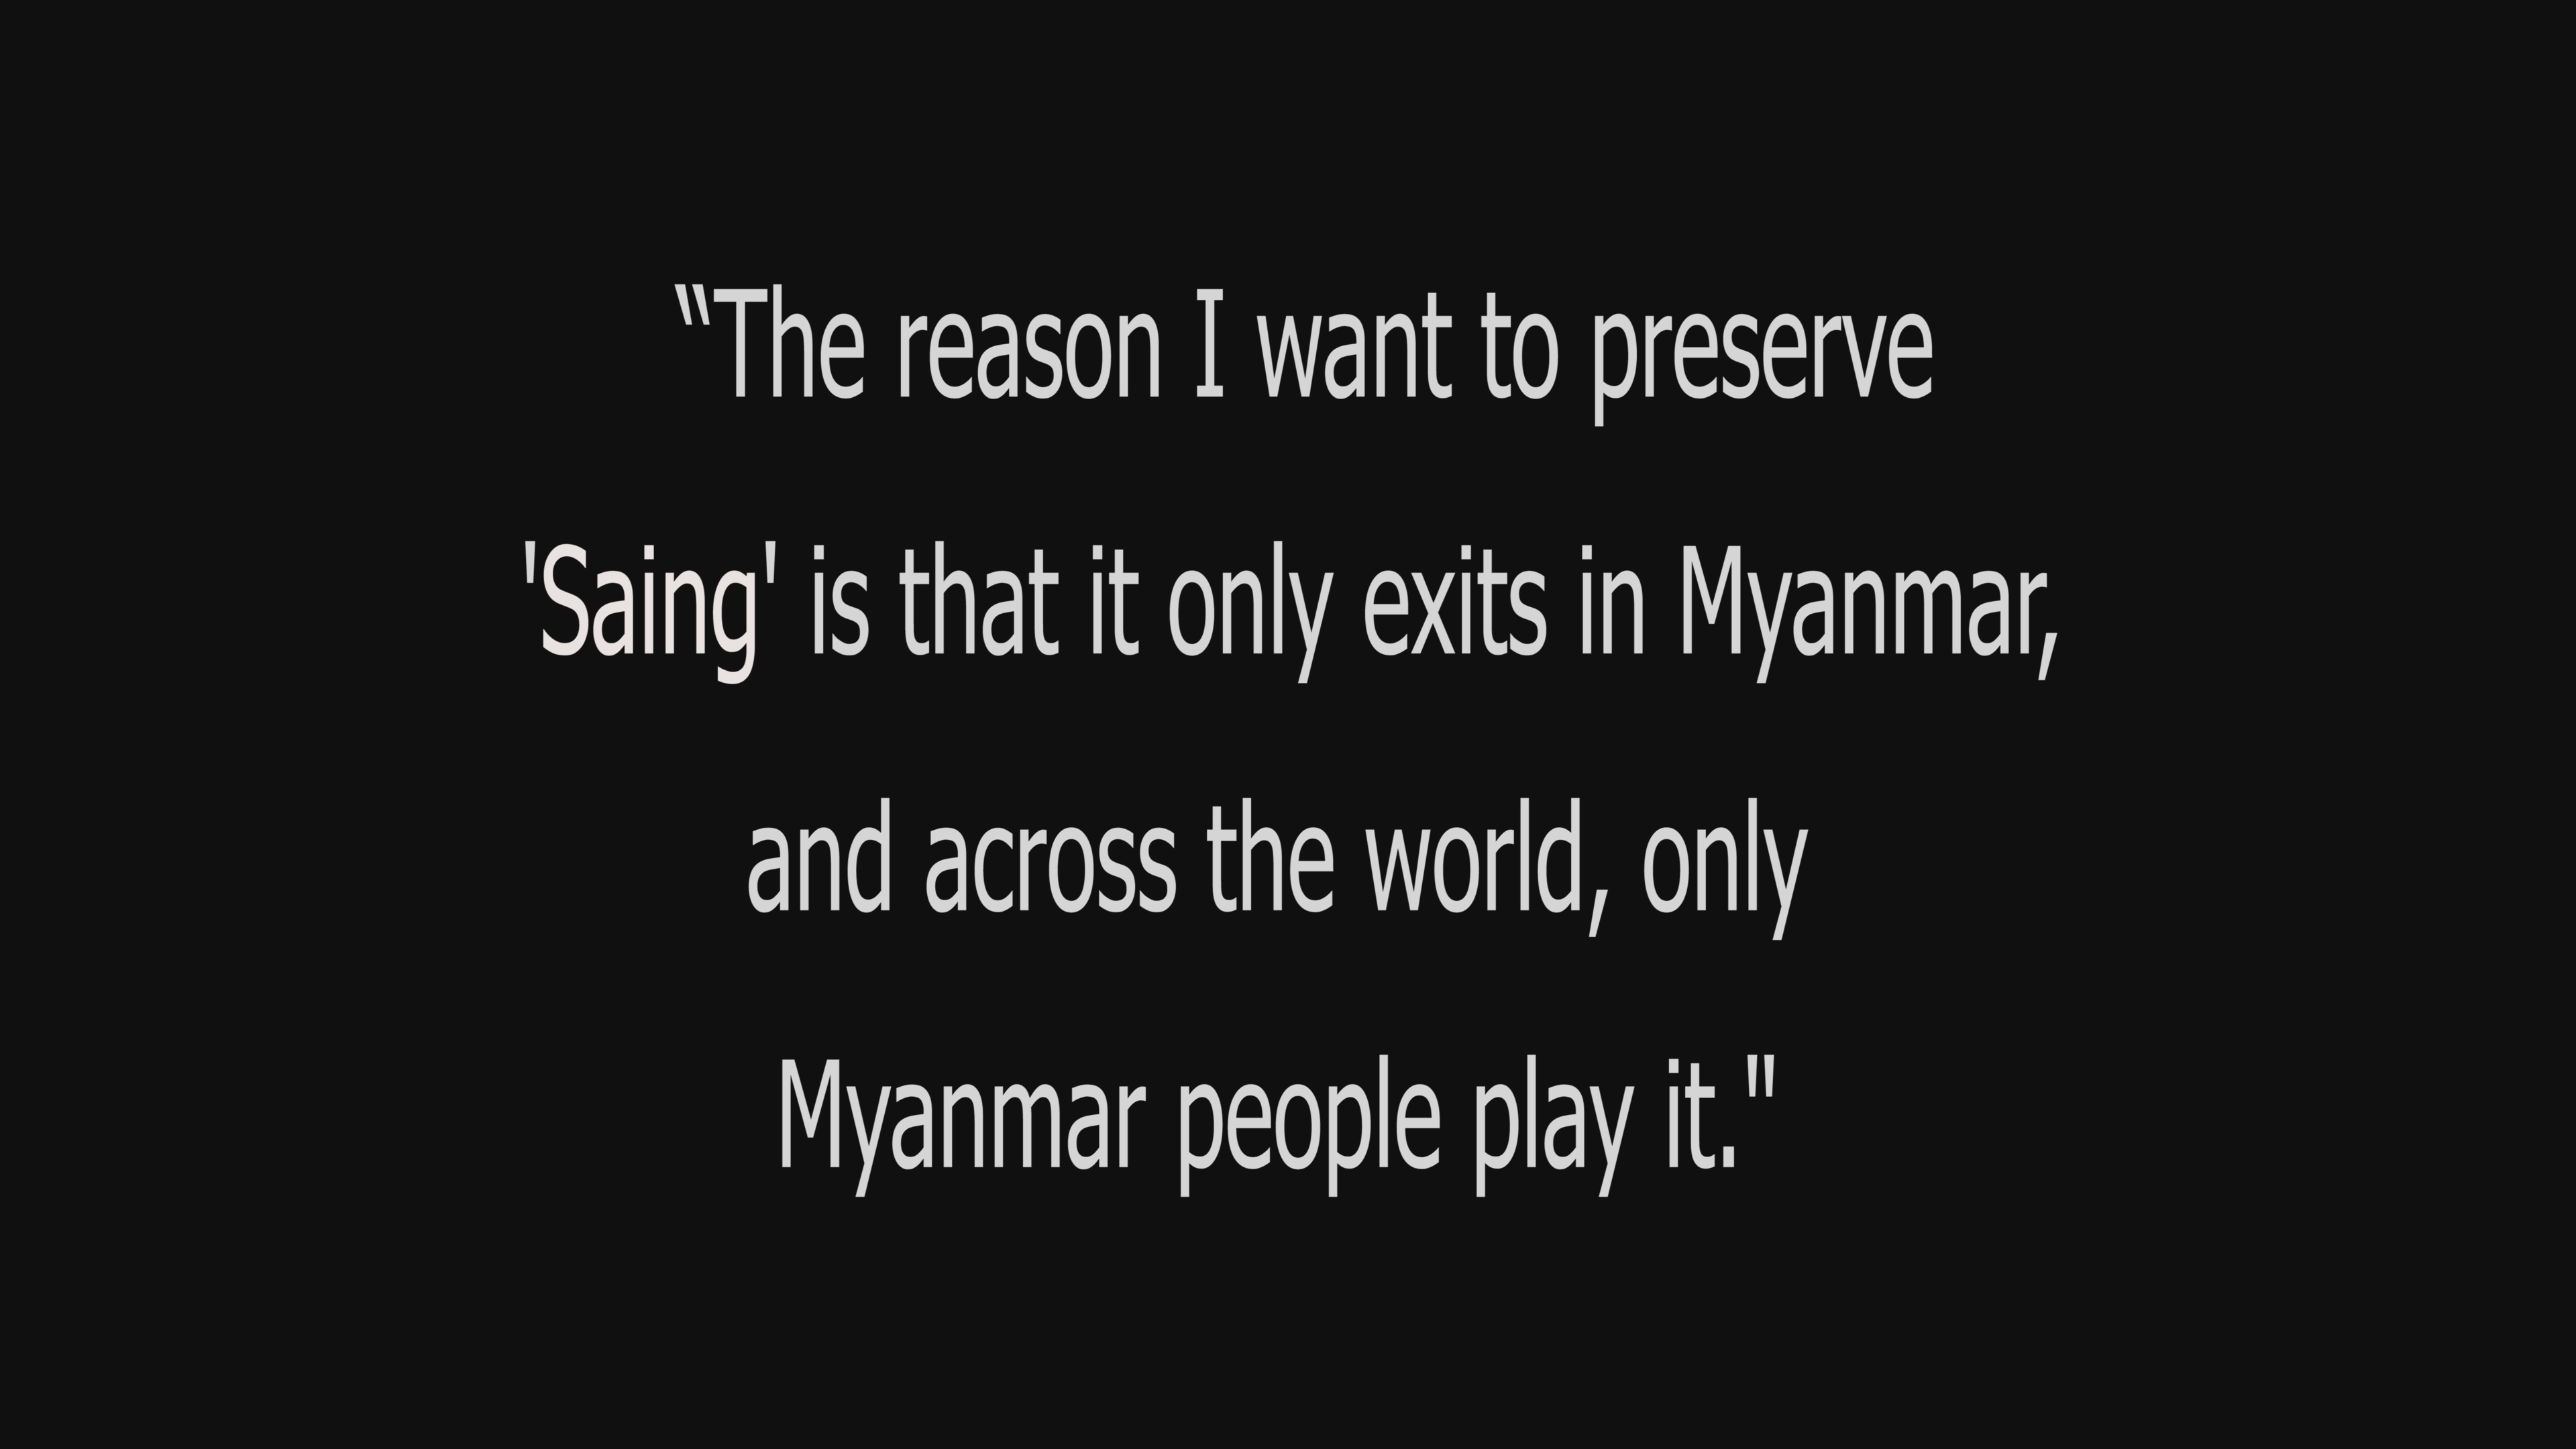 “The reason I want to preserve
'Saing' is that it only exits in Myanmar,
and across the world, only
Myanmar people play it."